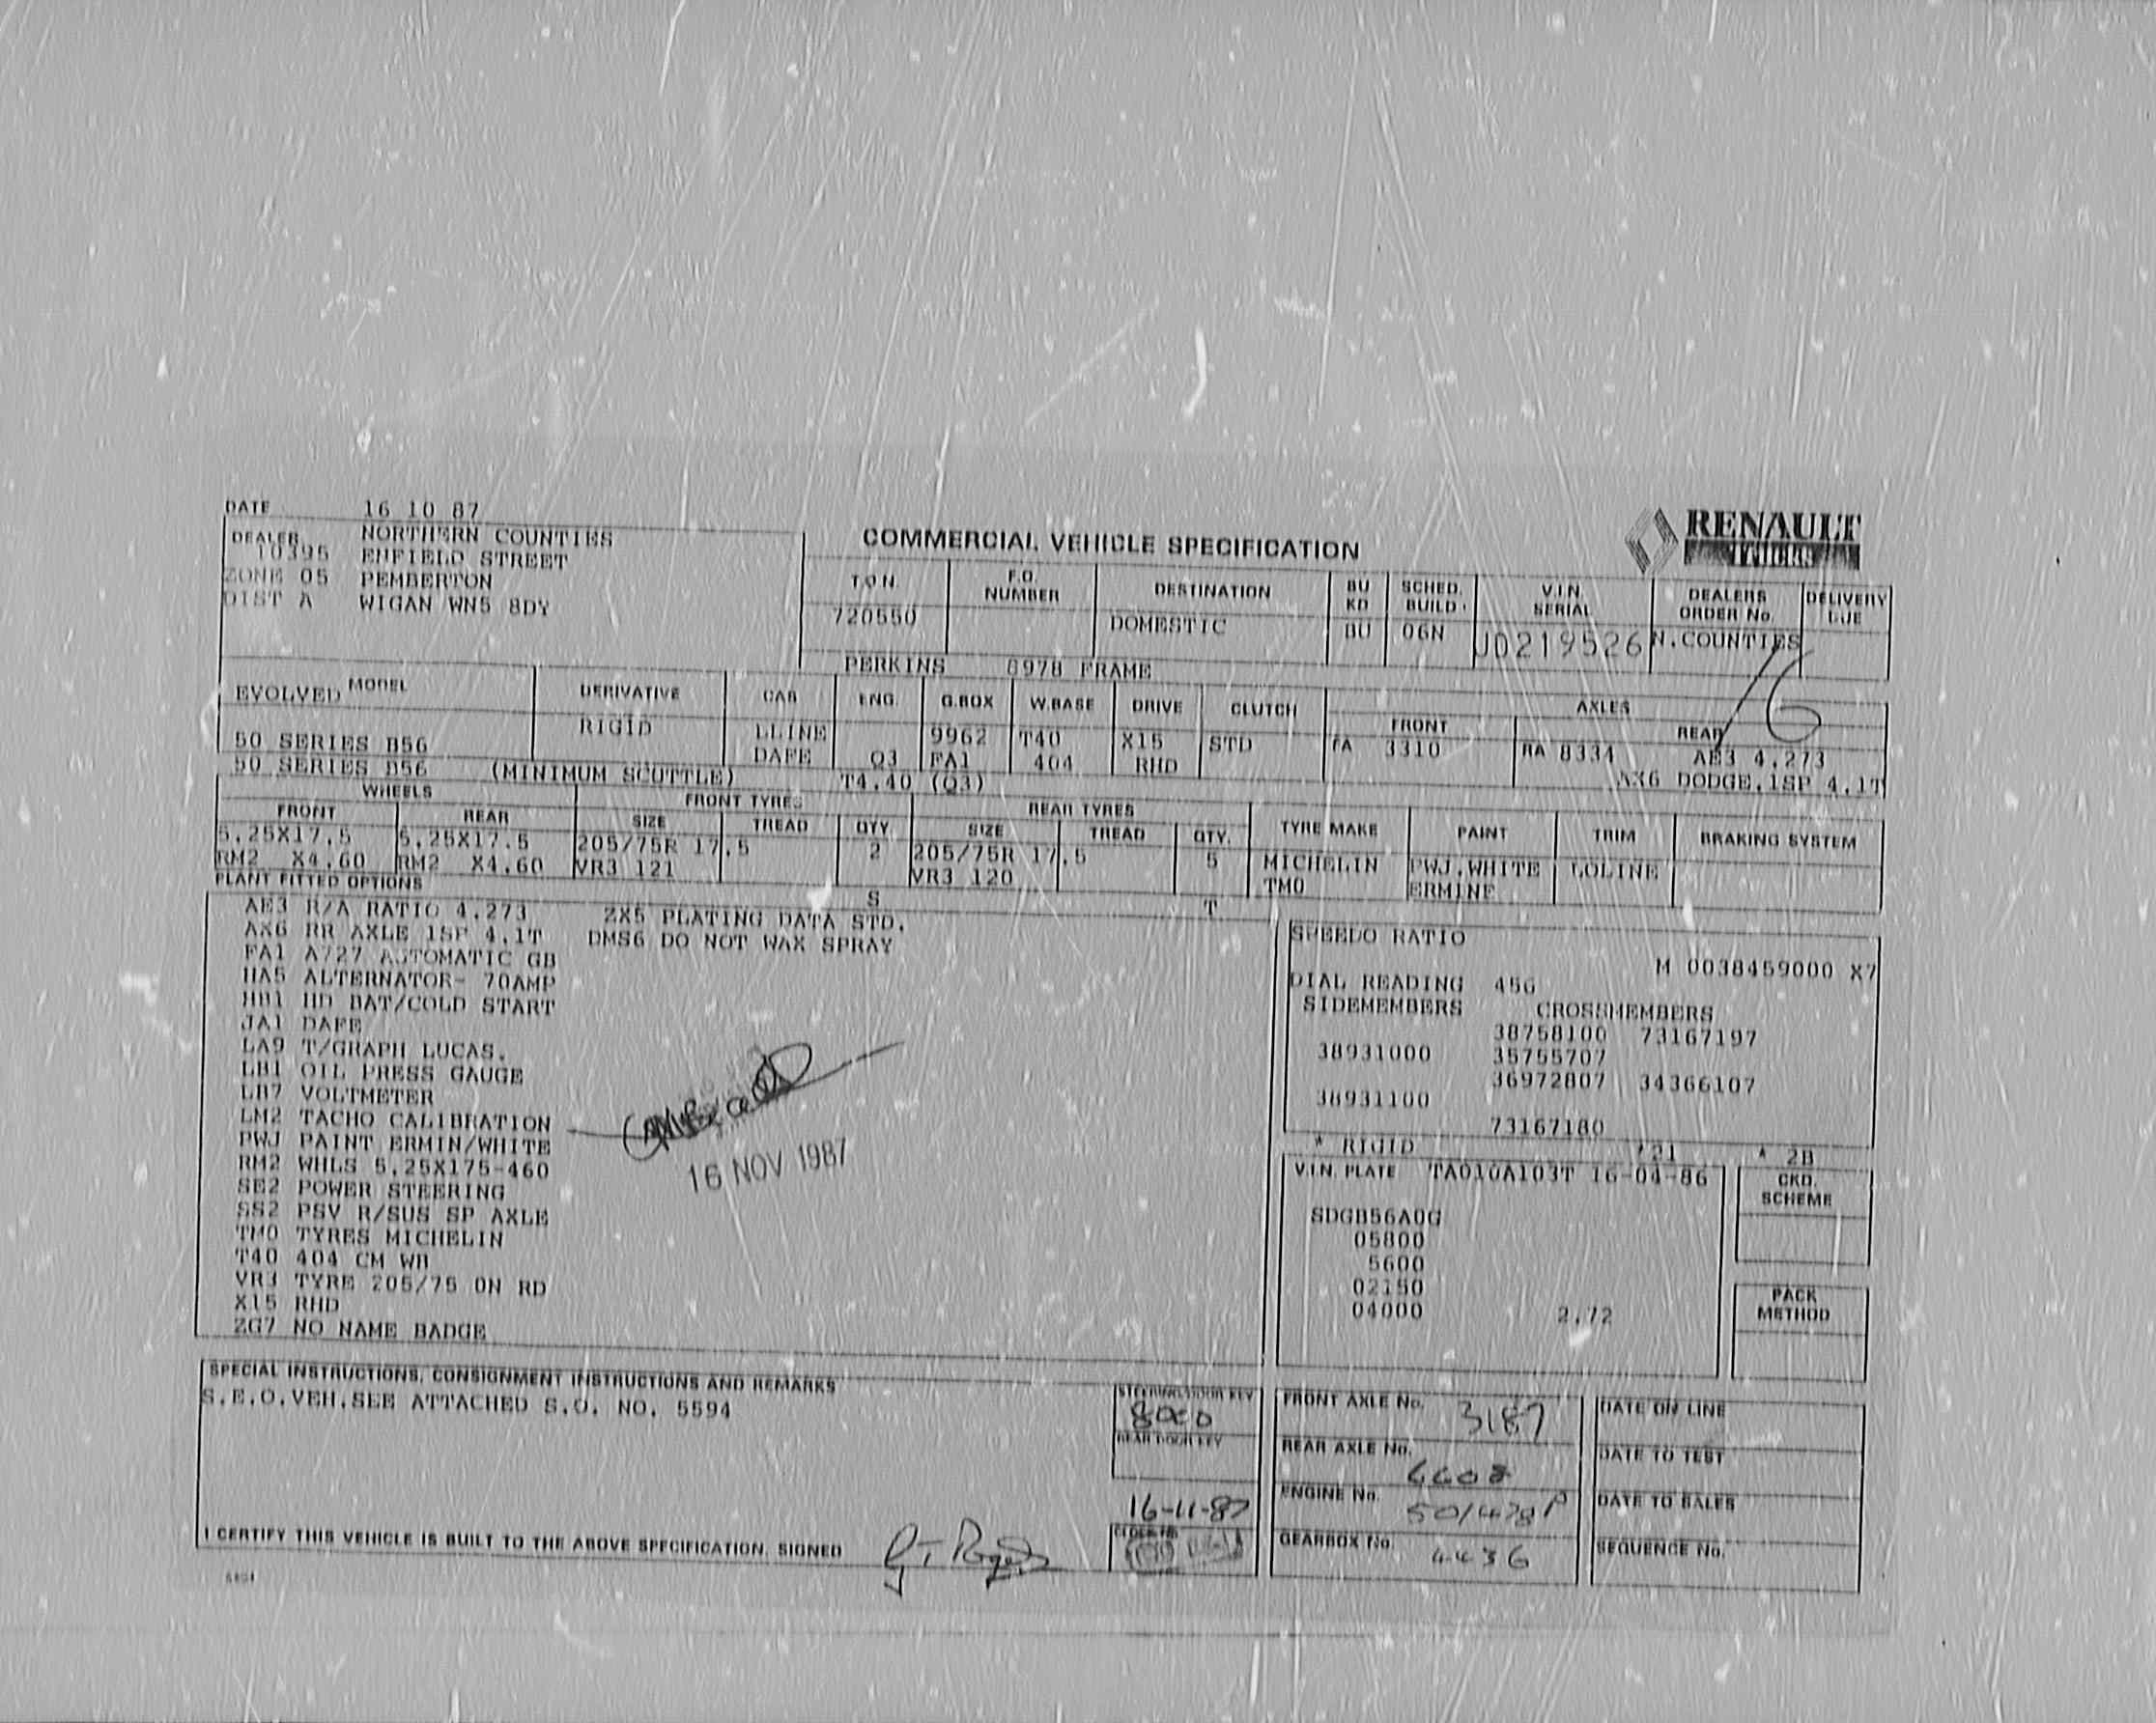 DATE 16 10 87
DEALER NORTHERN COUNTIES
10395 ENFIELD STREET
ZONE 05 PEMBERTON
DIST A WIGAN WN5 8DY
COMMERCIAL VEHICLE SPECIFICATION
RENAULT
TRUCKS
T.O.N. F.O. NUMBER DESTINATION BU KD SCHED. BUILD V.I.N. SERIAL DEALERS ORDER No. DELIVERY DUE
720550 DOMESTIC BU 06N J0219526 N.COUNTIES
16
PERKINS 8978 FRAME
MODEL DERIVATIVE CAB ENG. G.BOX W.BASE DRIVE CLUTCH AXLES
FRONT REAR
EVOLVED RIGID LLINE 9962 T40 X15 STD FA 3310 RA 8334 AE3 4.273
50 SERIES B56 DAFE Q3 FA1 404 RHD AX6 DODGE.1SP 4.1T
50 SERIES B56 (MINIMUM SCUTTLE) T4.40 (Q3)
WHEELS FRONT TYRES REAR TYRES TYRE MAKE PAINT TRIM BRAKING SYSTEM
FRONT REAR SIZE TREAD QTY SIZE TREAD QTY.
5.25X17.5 5.25X17.5 205/75R 17.5 2 205/75R 17.5 5 MICHELIN PWJ.WHITE LOLINE
RM2 X4.60 RM2 X4.60 VR3 121 VR3 120 TM0 ERMINE
S T
PLANT FITTED OPTIONS
AE3 R/A RATIO 4.273 ZX5 PLATING DATA STD.
AX6 RR AXLE 1SP 4.1T DMS6 DO NOT WAX SPRAY
FA1 A727 AUTOMATIC GB
HA5 ALTERNATOR- 70AMP
HB1 HD BAT/COLD START
JA1 DAFE
LA9 T/GRAPH LUCAS.
LB1 OIL PRESS GAUGE
LB7 VOLTMETER
LM2 TACHO CALIBRATION
PWJ PAINT ERMIN/WHITE
RM2 WHLS 5.25X175-460
SE2 POWER STEERING
SS2 PSV R/SUS SP AXLE
TM0 TYRES MICHELIN
T40 404 CM WB
VR3 TYRE 205/75 ON RD
X15 RHD
ZG7 NO NAME BADGE
16 NOV 1987
SPEEDO RATIO
M 0038459000 X7
DIAL READING 456
SIDEMEMBERS CROSSMEMBERS
38758100 73167197
38931000 35755707
36972807 34366107
38931100
73167180
* RIGID 721 * 2B
V.I.N. PLATE TA010A103T 16-04-86
CKD. SCHEME
SDGB56A0G
05800
5600
02150
04000 2.72
PACK METHOD
SPECIAL INSTRUCTIONS, CONSIGNMENT INSTRUCTIONS AND REMARKS
S.E.O.VEH.SEE ATTACHED S.O. NO. 5594
STEERING/DOOR KEY
REAR DOOR KEY
16-11-87
FRONT AXLE No. 3187
REAR AXLE No.
ENGINE No. 501428P
GEARBOX No. 4436
DATE ON LINE
DATE TO TEST
DATE TO SALES
SEQUENCE No.
I CERTIFY THIS VEHICLE IS BUILT TO THE ABOVE SPECIFICATION. SIGNED